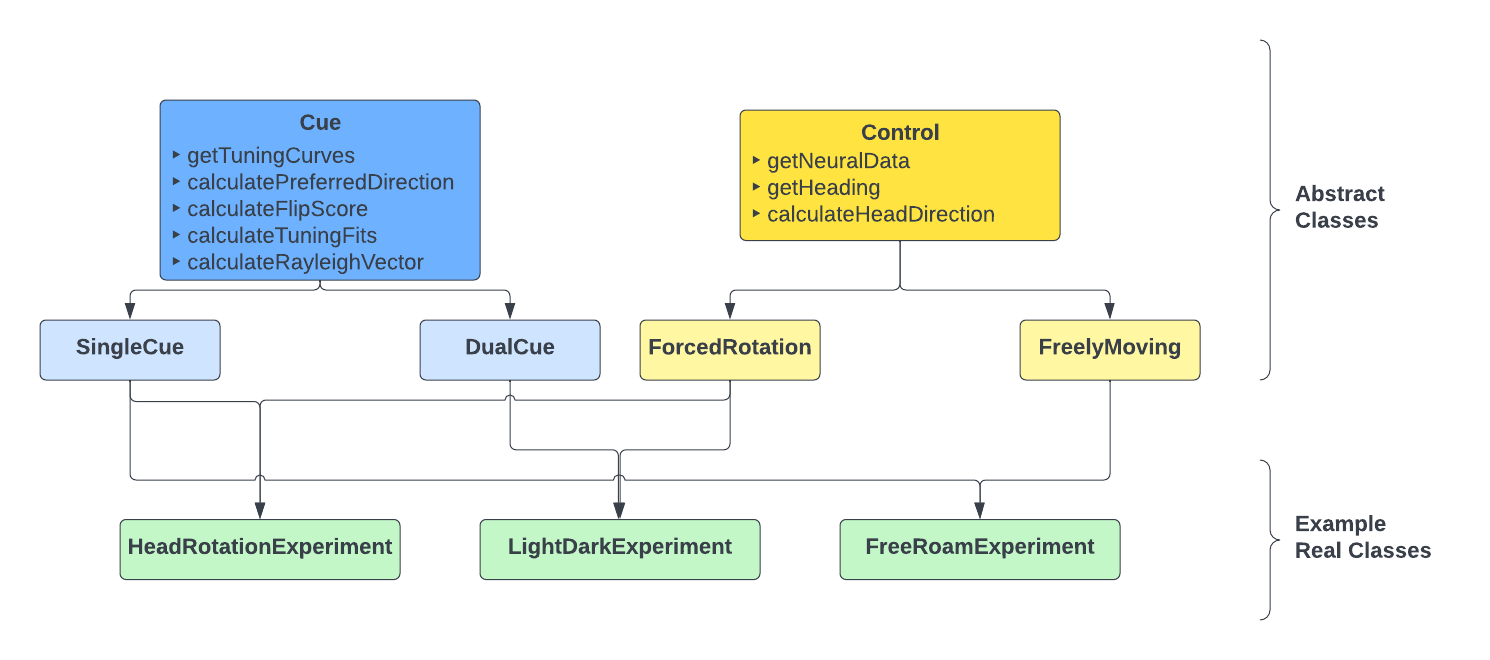 Cue
getTuningCurves
calculatePreferredDirection
calculateFlipScore
calculateTuningFits
calculateRayleighVector
Control
getNeuralData
getHeading
calculateHeadDirection
Abstract
Classes
SingleCue
DualCue
ForcedRotation
FreelyMoving
HeadRotationExperiment
LightDarkExperiment
FreeRoamExperiment
Example
Real Classes